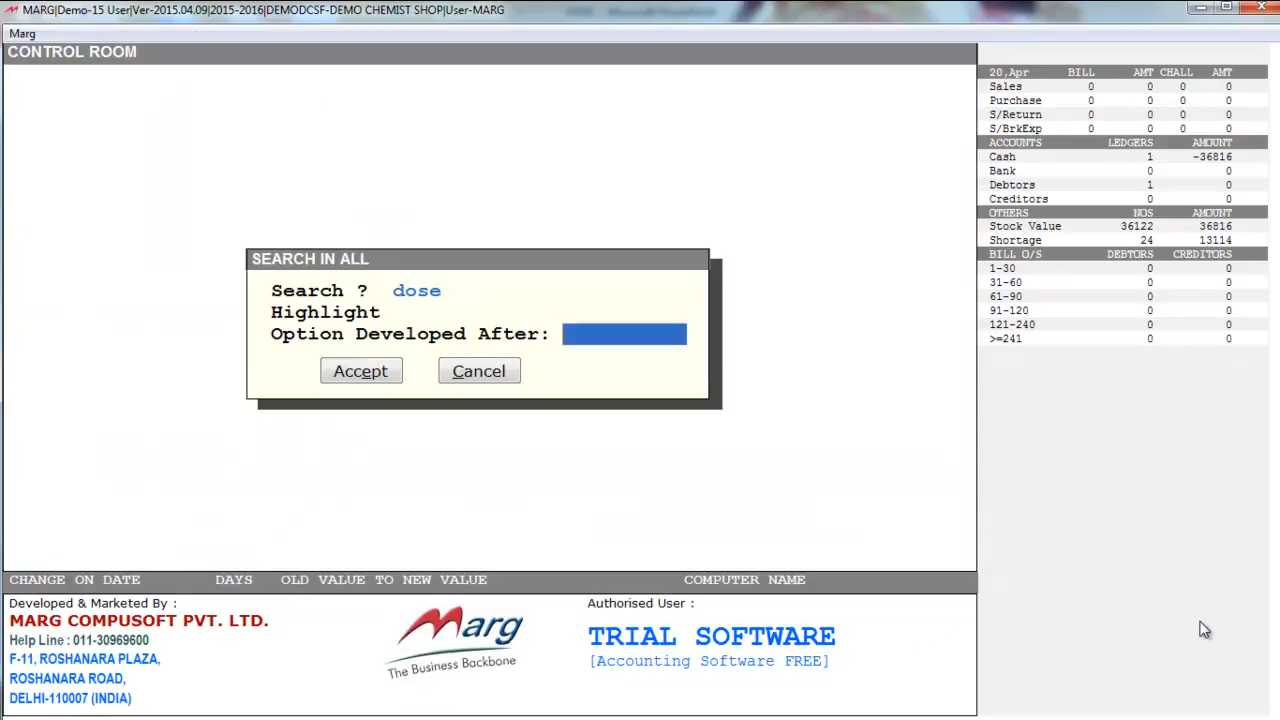 MARG|Demo-15 User|Ver-2015.04.09|2015-2016|DEMODCSF-DEMO CHEMIST SHOP|User-MARG
Marg
CONTROL ROOM
SEARCH IN ALL
Search ? dose
Highlight
Option Developed After:
Accept Cancel
20,Apr BILL AMT CHALL AMT
Sales 0 0 0 0
Purchase 0 0 0 0
S/Return 0 0 0 0
S/BrkExp 0 0 0 0
ACCOUNTS LEDGERS AMOUNT
Cash 1 -36816
Bank 0 0
Debtors 1 0
Creditors 0 0
OTHERS NOS AMOUNT
Stock Value 36122 36816
Shortage 24 13114
BILL O/S DEBTORS CREDITORS
1-30 0 0
31-60 0 0
61-90 0 0
91-120 0 0
121-240 0 0
>=241 0 0
CHANGE ON DATE DAYS OLD VALUE TO NEW VALUE COMPUTER NAME
Developed & Marketed By :
MARG COMPUSOFT PVT. LTD.
Help Line : 011-30969600
F-11, ROSHANARA PLAZA,
ROSHANARA ROAD,
DELHI-110007 (INDIA)
Marg
The Business Backbone
Authorised User :
TRIAL SOFTWARE
[Accounting Software FREE]